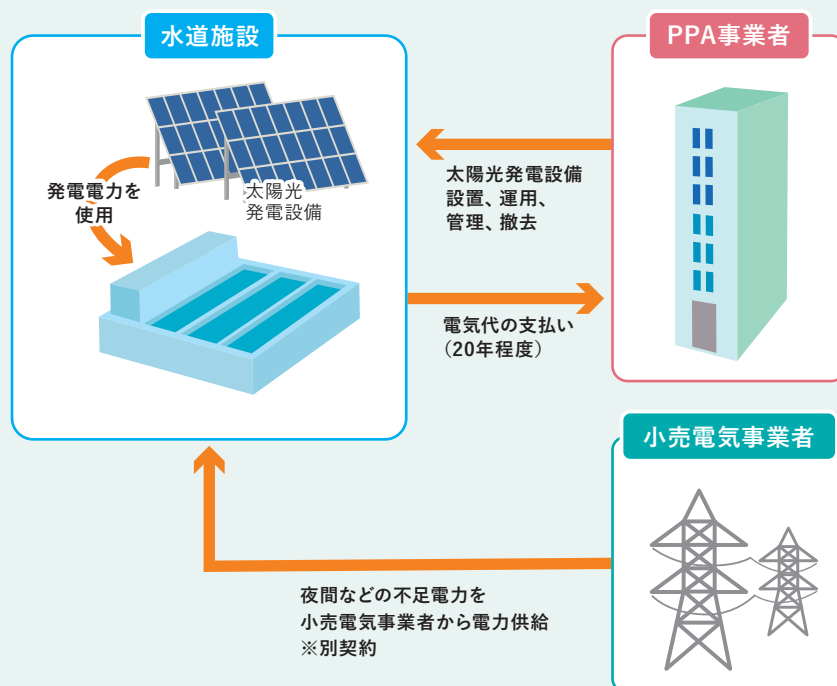 水道施設
PPA事業者
発電電力を
使用
太陽光
発電設備
太陽光発電設備
設置、運用、
管理、撤去
電気代の支払い
（20年程度）
小売電気事業者
夜間などの不足電力を
小売電気事業者から電力供給
※別契約